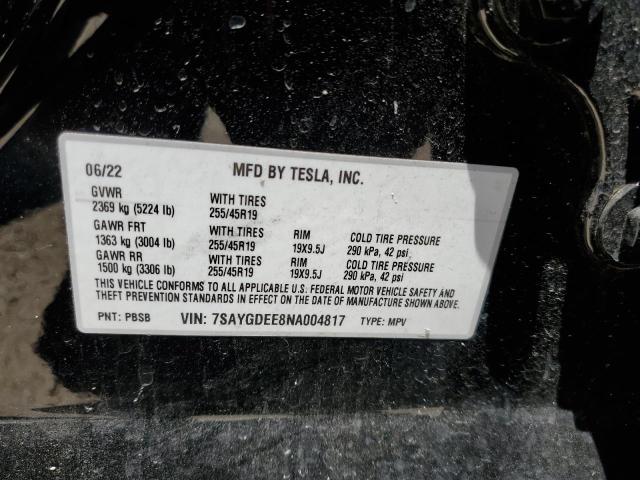 06/22 MFD BY TESLA, INC.
GVWR WITH TIRES
2369 kg (5224 lb) 255/45R19
GAWR FRT WITH TIRES RIM COLD TIRE PRESSURE
1363 kg (3004 lb) 255/45R19 19X9.5J 290 kPa, 42 psi
GAWR RR WITH TIRES RIM COLD TIRE PRESSURE
1500 kg (3306 lb) 255/45R19 19X9.5J 290 kPa, 42 psi
THIS VEHICLE CONFORMS TO ALL APPLICABLE U.S. FEDERAL MOTOR VEHICLE SAFETY AND
THEFT PREVENTION STANDARDS IN EFFECT ON THE DATE OF MANUFACTURE SHOWN ABOVE.
PNT: PBSB VIN: 7SAYGDEE8NA004817 TYPE: MPV